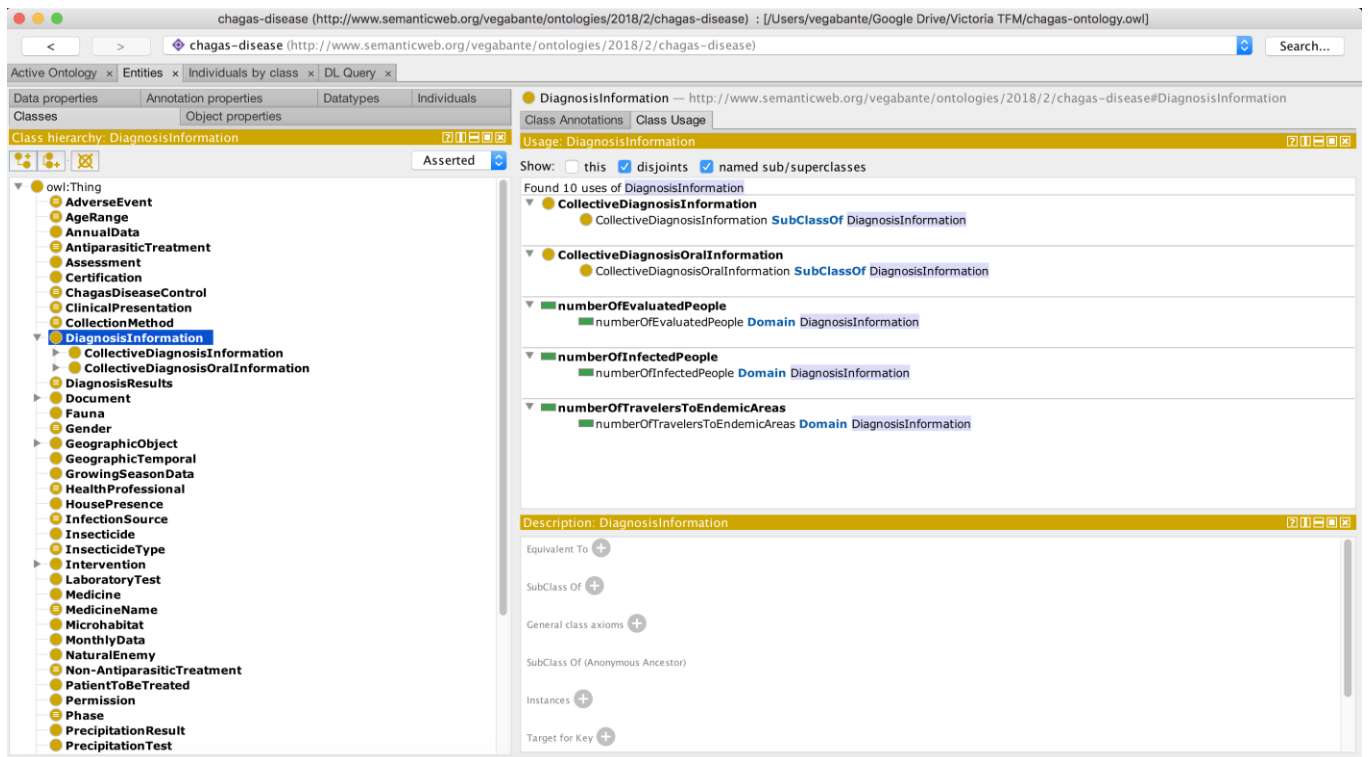 chagas-disease (http://www.semanticweb.org/vegabante/ontologies/2018/2/chagas-disease) : [/Users/vegabante/Google Drive/Victoria TFM/chagas-ontology.owl]
< > chagas-disease (http://www.semanticweb.org/vegabante/ontologies/2018/2/chagas-disease) Search...
Active Ontology × Entities × Individuals by class × DL Query ×
Data properties Annotation properties Datatypes Individuals
Classes Object properties
Class hierarchy: DiagnosisInformation
Asserted
owl:Thing
AdverseEvent
AgeRange
AnnualData
AntiparasiticTreatment
Assessment
Certification
ChagasDiseaseControl
ClinicalPresentation
CollectionMethod
DiagnosisInformation
CollectiveDiagnosisInformation
CollectiveDiagnosisOralInformation
DiagnosisResults
Document
Fauna
Gender
GeographicObject
GeographicTemporal
GrowingSeasonData
HealthProfessional
HousePresence
InfectionSource
Insecticide
InsecticideType
Intervention
LaboratoryTest
Medicine
MedicineName
Microhabitat
MonthlyData
NaturalEnemy
Non-AntiparasiticTreatment
PatientToBeTreated
Permission
Phase
PrecipitationResult
PrecipitationTest
DiagnosisInformation — http://www.semanticweb.org/vegabante/ontologies/2018/2/chagas-disease#DiagnosisInformation
Class Annotations Class Usage
Usage: DiagnosisInformation
Show: this disjoints named sub/superclasses
Found 10 uses of DiagnosisInformation
CollectiveDiagnosisInformation
CollectiveDiagnosisInformation SubClassOf DiagnosisInformation
CollectiveDiagnosisOralInformation
CollectiveDiagnosisOralInformation SubClassOf DiagnosisInformation
numberOfEvaluatedPeople
numberOfEvaluatedPeople Domain DiagnosisInformation
numberOfInfectedPeople
numberOfInfectedPeople Domain DiagnosisInformation
numberOfTravelersToEndemicAreas
numberOfTravelersToEndemicAreas Domain DiagnosisInformation
Description: DiagnosisInformation
Equivalent To
SubClass Of
General class axioms
SubClass Of (Anonymous Ancestor)
Instances
Target for Key